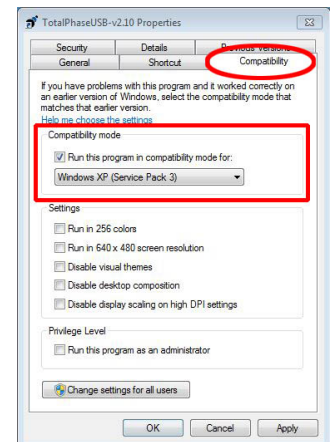 TotalPhaseUSB-v2.10 Properties
Security Details Previous Versions
General Shortcut Compatibility
If you have problems with this program and it worked correctly on
an earlier version of Windows, select the compatibility mode that
matches that earlier version.
Help me choose the settings
Compatibility mode
Run this program in compatibility mode for:
Windows XP (Service Pack 3)
Settings
Run in 256 colors
Run in 640 x 480 screen resolution
Disable visual themes
Disable desktop composition
Disable display scaling on high DPI settings
Privilege Level
Run this program as an administrator
Change settings for all users
OK Cancel Apply